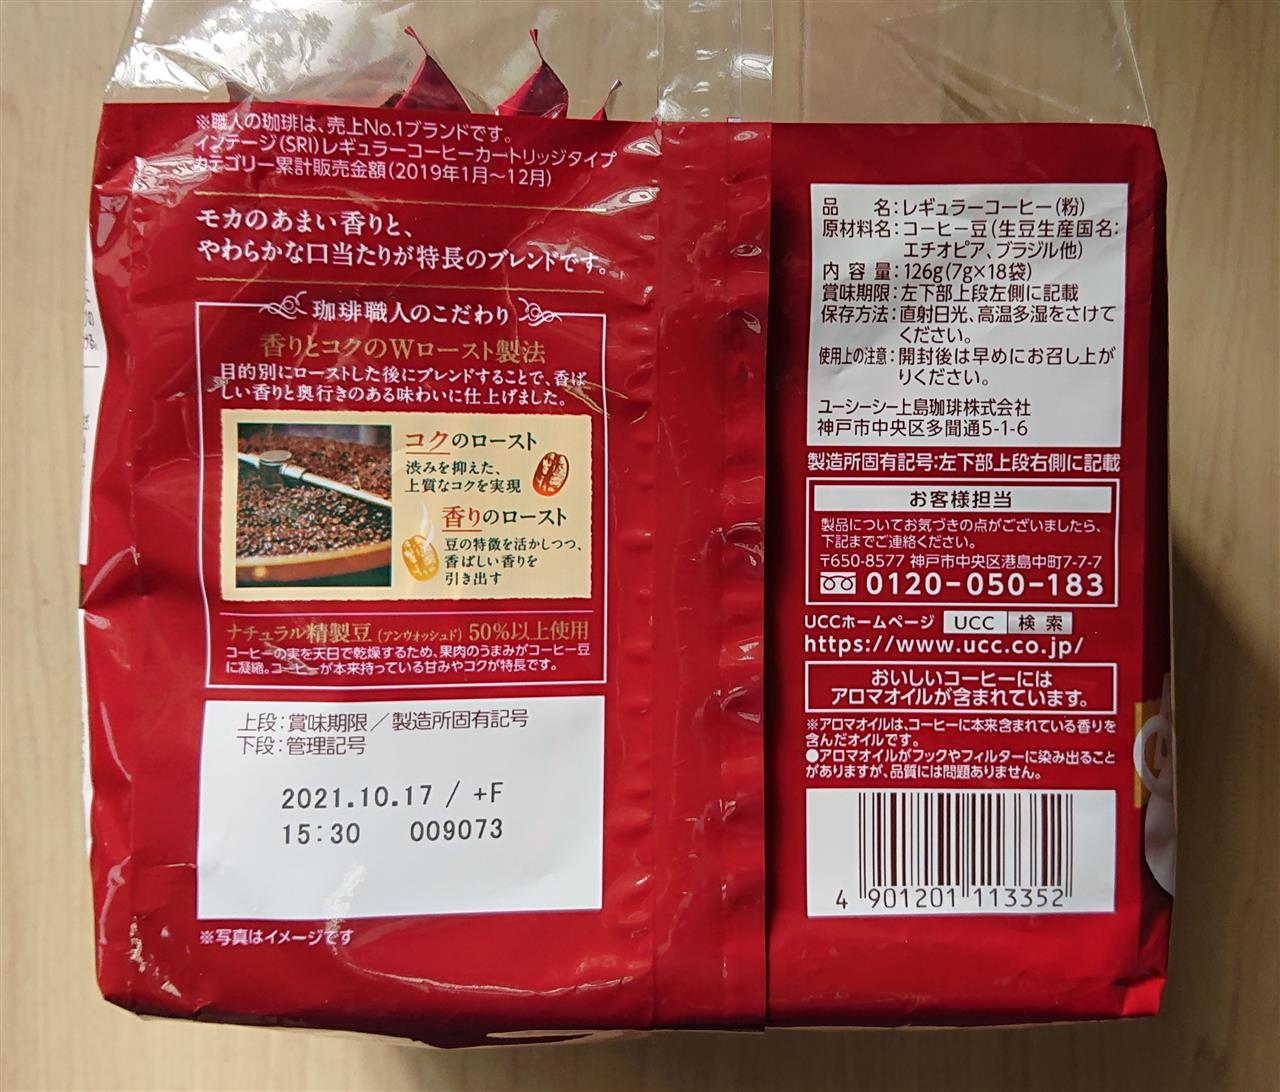 ※職人の珈琲は、売上No.1ブランドです。
インテージ(SRI)レギュラーコーヒーカートリッジタイプ
カテゴリー累計販売金額(2019年1月～12月)
モカのあまい香りと、
やわらかな口当たりが特長のブレンドです。
珈琲職人のこだわり
香りとコクのWロースト製法
目的別にローストした後にブレンドすることで、香ば
しい香りと奥行きのある味わいに仕上げました。
コクのロースト
渋みを抑えた、
上質なコクを実現
香りのロースト
豆の特徴を活かしつつ、
香ばしい香りを
引き出す
ナチュラル精製豆(アンウォッシュド)50%以上使用
コーヒーの実を天日で乾燥するため、果肉のうまみがコーヒー豆
に凝縮。コーヒーが本来持っている甘みやコクが特長です。
上段:賞味期限／製造所固有記号
下段:管理記号
2021.10.17 / +F
15:30 009073
※写真はイメージです
品名:レギュラーコーヒー(粉)
原材料名:コーヒー豆(生豆生産国名:
エチオピア、ブラジル他)
内容量:126g(7g×18袋)
賞味期限:左下部上段左側に記載
保存方法:直射日光、高温多湿をさけて
ください。
使用上の注意:開封後は早めにお召し上が
りください。
ユーシーシー上島珈琲株式会社
神戸市中央区多聞通5-1-6
製造所固有記号:左下部上段右側に記載
お客様担当
製品についてお気づきの点がございましたら、
下記までご連絡ください。
〒650-8577 神戸市中央区港島中町7-7-7
0120-050-183
UCCホームページ UCC 検索
https://www.ucc.co.jp/
おいしいコーヒーには
アロマオイルが含まれています。
※アロマオイルは、コーヒーに本来含まれている香りを
含んだオイルです。
●アロマオイルがフックやフィルターに染み出ること
がありますが、品質には問題ありません。
4 901201 113352